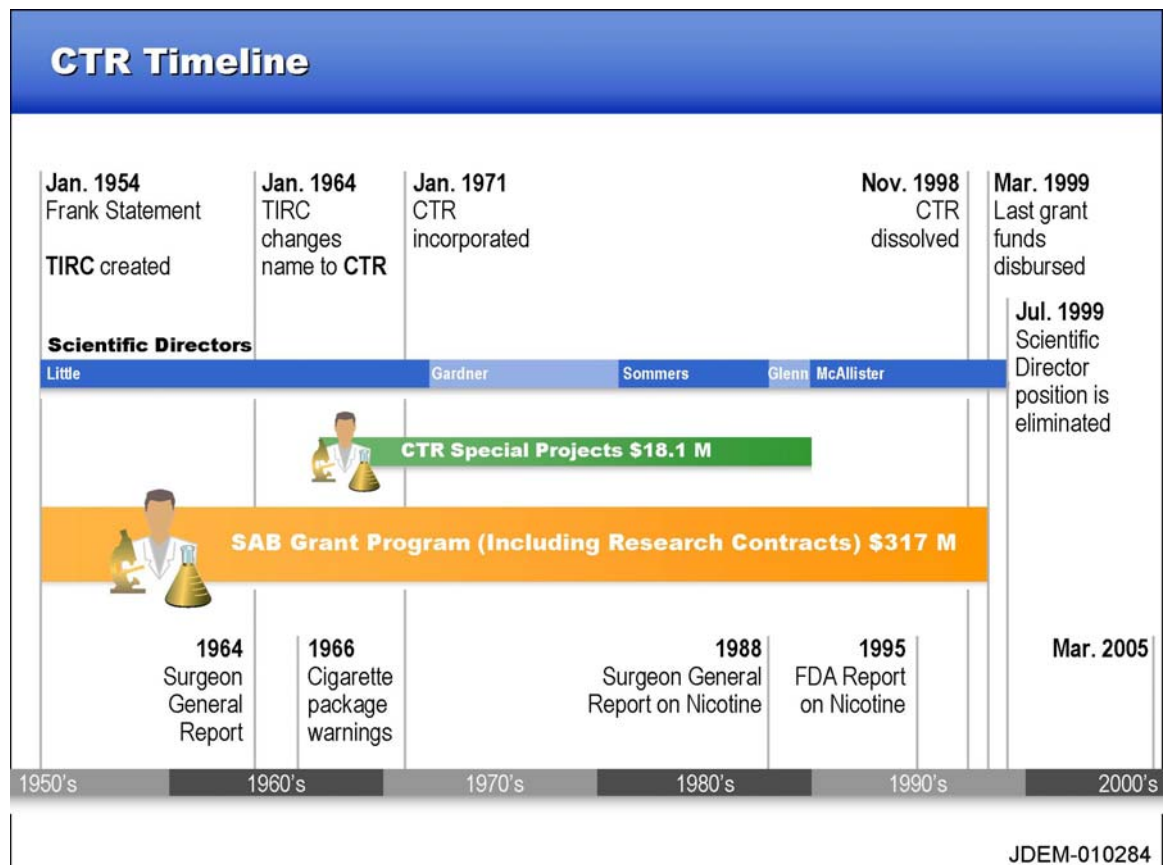 CTR Timeline
Jan. 1954
Frank Statement
TIRC created
Jan. 1964
TIRC
changes
name to CTR
Jan. 1971
CTR
incorporated
Nov. 1998
CTR
dissolved
Mar. 1999
Last grant
funds
disbursed
Jul. 1999
Scientific
Director
position is
eliminated
Scientific Directors
Little
Gardner
Sommers
Glenn
McAllister
CTR Special Projects $18.1 M
SAB Grant Program (Including Research Contracts) $317 M
1964
Surgeon
General
Report
1966
Cigarette
package
warnings
1988
Surgeon General
Report on Nicotine
1995
FDA Report
on Nicotine
Mar. 2005
1950's
1960's
1970's
1980's
1990's
2000's
JDEM-010284